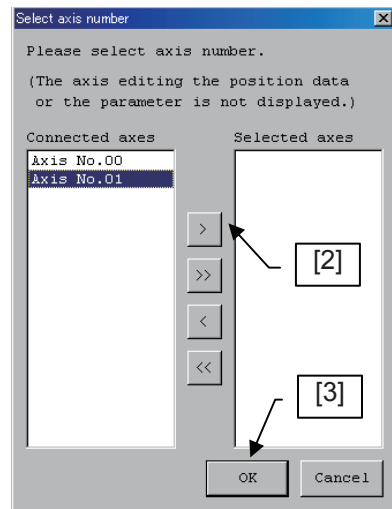 Select axis number
Please select axis number.
(The axis editing the position data
or the parameter is not displayed.)
Connected axes
Selected axes
Axis No.00
Axis No.01
>
[2]
>>
<
<<
[3]
OK
Cancel